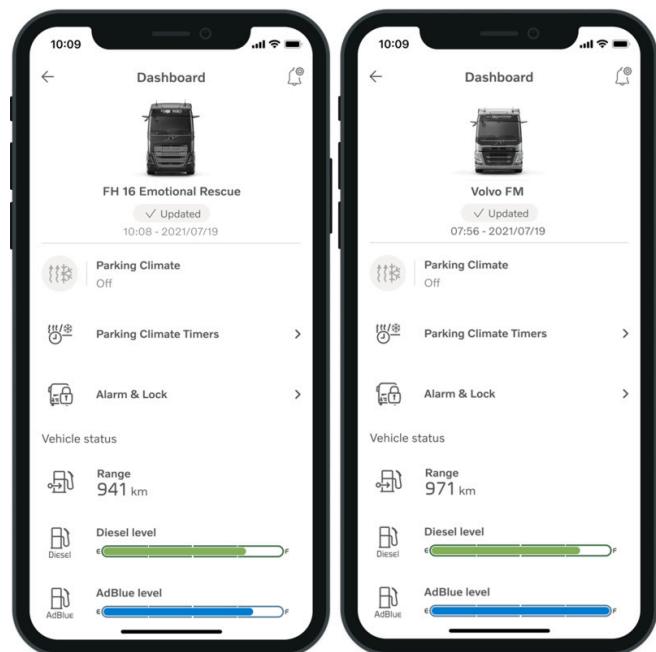 10:09
Dashboard
FH 16 Emotional Rescue
Updated
10:08 - 2021/07/19
Parking Climate
Off
Parking Climate Timers
Alarm & Lock
Vehicle status
Range
941 km
Diesel level
Diesel
E F
AdBlue level
AdBlue
E F
10:09
Dashboard
Volvo FM
Updated
07:56 - 2021/07/19
Parking Climate
Off
Parking Climate Timers
Alarm & Lock
Vehicle status
Range
971 km
Diesel level
Diesel
E F
AdBlue level
AdBlue
E F